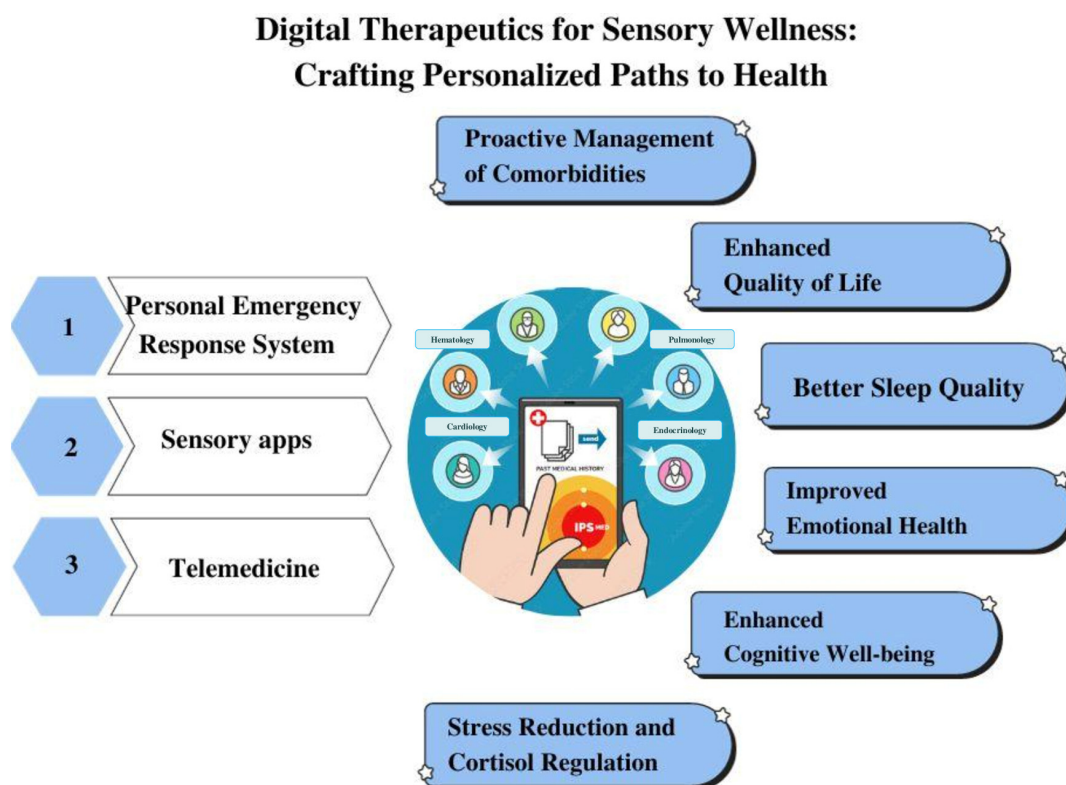 Digital Therapeutics for Sensory Wellness:
Crafting Personalized Paths to Health
Proactive Management
of Comorbidities
Enhanced
Quality of Life
Better Sleep Quality
Improved
Emotional Health
Enhanced
Cognitive Well-being
Stress Reduction and
Cortisol Regulation
1
Personal Emergency
Response System
2
Sensory apps
3
Telemedicine
Hematology
Pulmonology
Cardiology
Endocrinology
send
PAST MEDICAL HISTORY
IPS MED